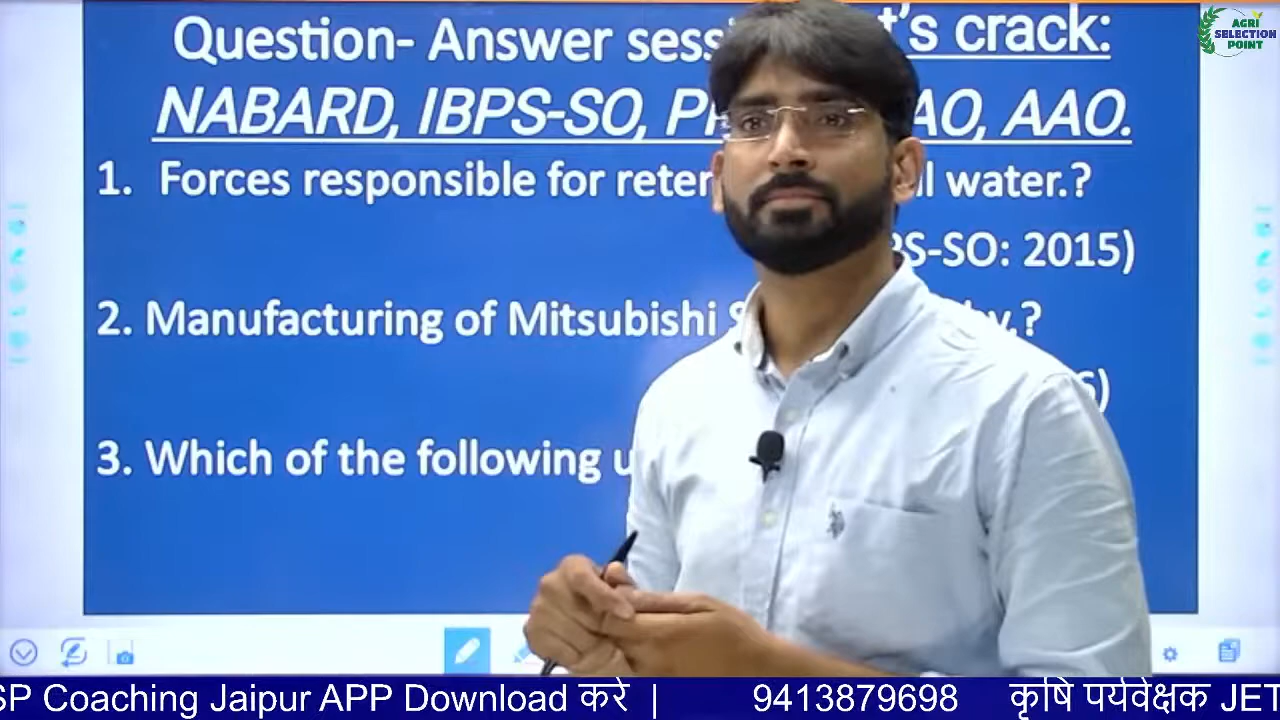 Question- Answer sess t's crack:
NABARD, IBPS-SO, AO, AAO.
1. Forces responsible for reten l water.?
S-SO: 2015)
2. Manufacturing of Mitsubishi y.?
6)
3. Which of the following u
AGRI
SELECTION
POINT
SP Coaching Jaipur APP Download करे | 9413879698 कृषि पर्यवेक्षक JET